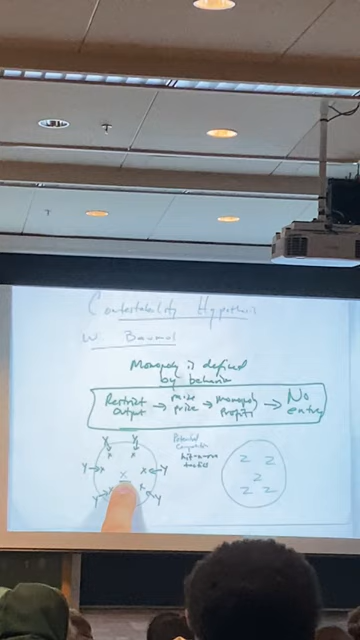 Contestability Hypothesis
W. Baumol
Monopoly is defined
by behavior
Restrict Output → raise price → Monopoly Profits → No entry
Potential
Competition
hit-n-run
tactics
Y Y
x x
Y → x x ← Y
x
Y x Y
Z Z
Z
Z Z